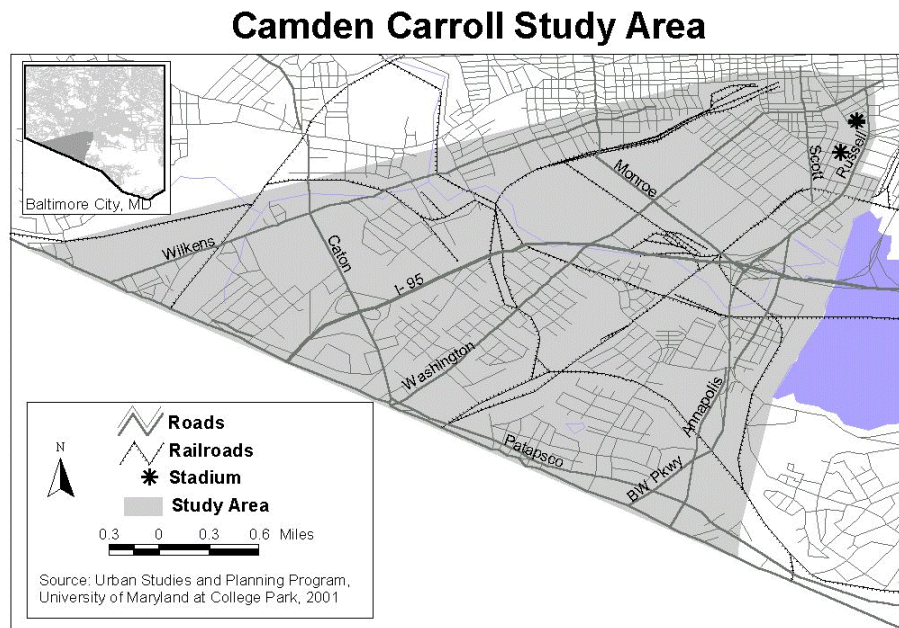 Camden Carroll Study Area
Baltimore City, MD
Scott
Russell
Monroe
Wilkens
Caton
I- 95
Washington
Annapolis
Patapsco
BW Pkwy
Roads
Railroads
Stadium
Study Area
N
0.3 0 0.3 0.6 Miles
Source: Urban Studies and Planning Program,
University of Maryland at College Park, 2001